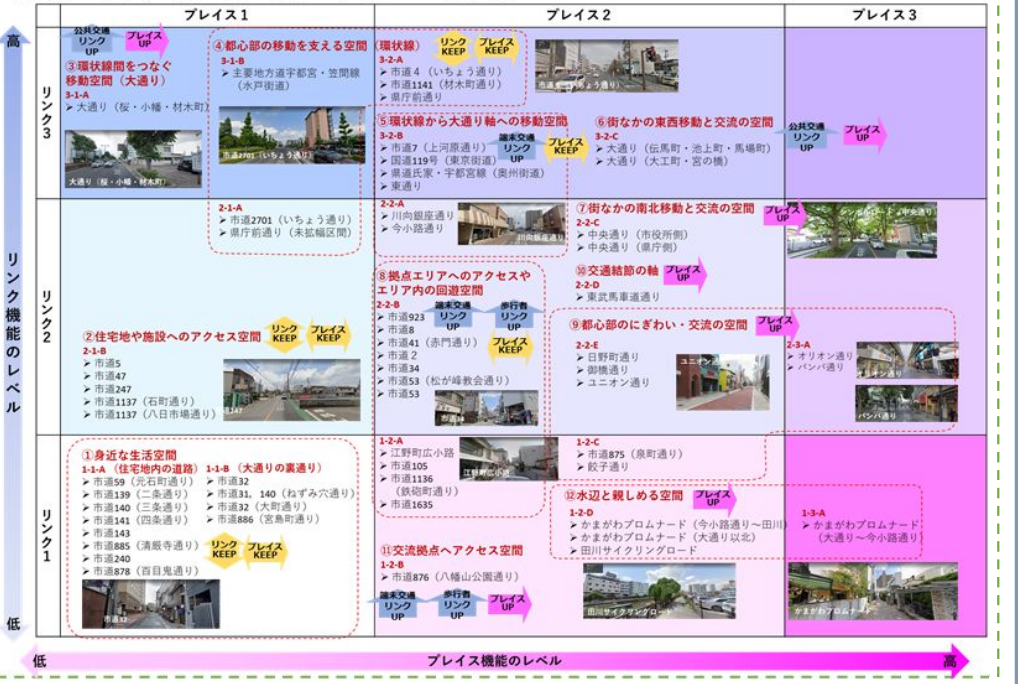 プレイス1
プレイス2
プレイス3
高
リンク機能のレベル
低
リンク3
公共交通
リンク
UP
プレイス
UP
③環状線間をつなぐ
移動空間（大通り）
3-1-A
➢ 大通り（桜・小幡・材木町）
大通り（桜・小幡・材木町）
④都心部の移動を支える空間（環状線）
3-1-B
➢ 主要地方道宇都宮・笠間線
（水戸街道）
市道2701（いちょう通り）
リンク
KEEP
プレイス
KEEP
3-2-A
➢ 市道４（いちょう通り）
➢ 市道1141（材木町通り）
➢ 県庁前通り
⑤環状線から大通り軸への移動空間
3-2-B
➢ 市道7（上河原通り）
➢ 国道119号（東京街道）
➢ 県道氏家・宇都宮線（奥州街道）
➢ 東通り
端末交通
リンク
UP
プレイス
KEEP
⑥街なかの東西移動と交流の空間
3-2-C
➢ 大通り（伝馬町・池上町・馬場町）
➢ 大通り（大工町・宮の橋）
公共交通
リンク
UP
プレイス
UP
リンク2
2-1-A
➢ 市道2701（いちょう通り）
➢ 県庁前通り（未拡幅区間）
2-2-A
➢ 川向銀座通り
➢ 今小路通り
川向銀座通り
⑦街なかの南北移動と交流の空間
2-2-C
➢ 中央通り（市役所側）
➢ 中央通り（県庁側）
プレイス
UP
⑩交通結節の軸
2-2-D
➢ 東武馬車道通り
プレイス
UP
②住宅地や施設へのアクセス空間
2-1-B
➢ 市道5
➢ 市道47
➢ 市道247
➢ 市道1137（石町通り）
➢ 市道1137（八日市場通り）
リンク
KEEP
プレイス
KEEP
⑧拠点エリアへのアクセスや
エリア内の回遊空間
2-2-B
➢ 市道923
➢ 市道8
➢ 市道41（赤門通り）
➢ 市道２
➢ 市道34
➢ 市道53（松が峰教会通り）
➢ 市道53
端末交通
リンク
UP
歩行者
リンク
UP
プレイス
KEEP
⑨都心部のにぎわい・交流の空間
2-2-E
➢ 日野町通り
➢ 御橋通り
➢ ユニオン通り
プレイス
UP
2-3-A
➢ オリオン通り
➢ バンバ通り
バンバ通り
リンク1
①身近な生活空間
1-1-A（住宅地内の道路）
➢ 市道59（元石町通り）
➢ 市道139（二条通り）
➢ 市道140（三条通り）
➢ 市道141（四条通り）
➢ 市道143
➢ 市道885（清厳寺通り）
➢ 市道240
➢ 市道878（百目鬼通り）
1-1-B（大通りの裏通り）
➢ 市道32
➢ 市道31，140（ねずみ穴通り）
➢ 市道32（大町通り）
➢ 市道886（宮島町通り）
リンク
KEEP
プレイス
KEEP
市道32
1-2-A
➢ 江野町広小路
➢ 市道105
➢ 市道1136
（鉄砲町通り）
➢ 市道1635
江野町広小路
1-2-C
➢ 市道875（泉町通り）
➢ 餃子通り
⑪交流拠点へアクセス空間
1-2-B
➢ 市道876（八幡山公園通り）
端末交通
リンク
UP
歩行者
リンク
UP
プレイス
UP
⑫水辺と親しめる空間
プレイス
UP
1-2-D
➢ かまがわプロムナード（今小路通り～田川）
➢ かまがわプロムナード（大通り以北）
➢ 田川サイクリングロード
田川サイクリングロード
1-3-A
➢ かまがわプロムナード
（大通り～今小路通り）
かまがわプロムナード
低
プレイス機能のレベル
高